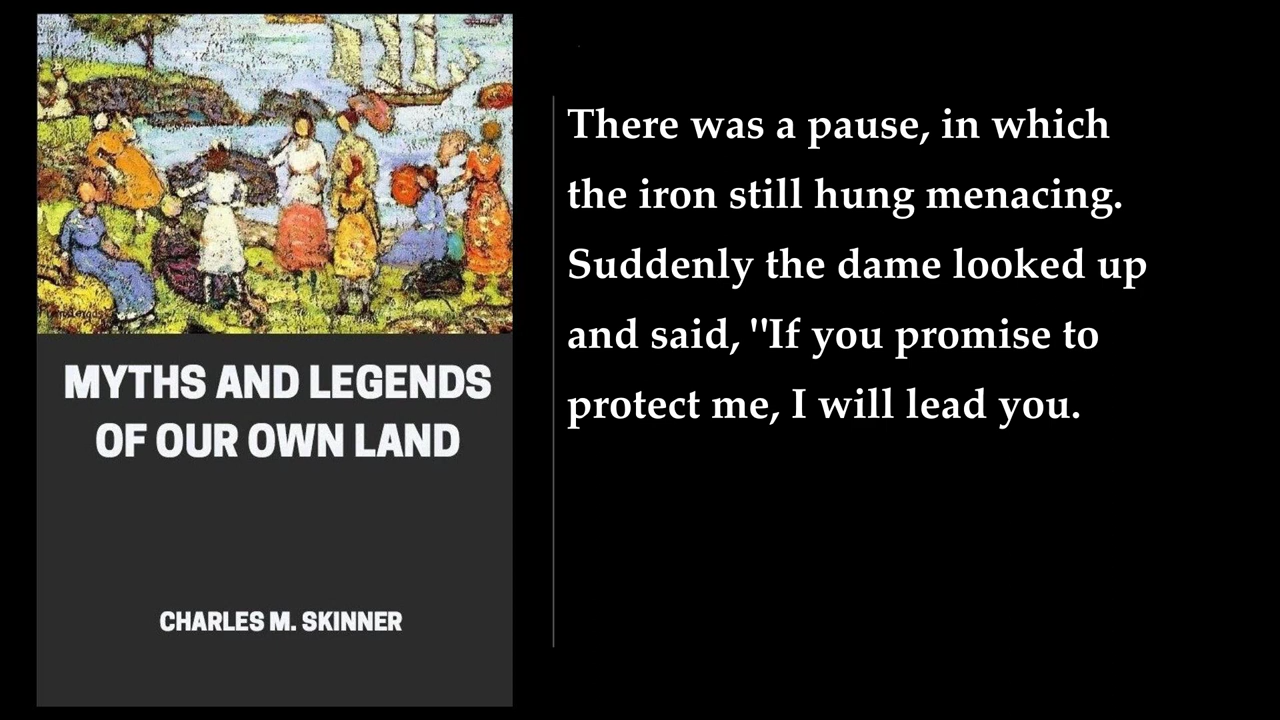 MYTHS AND LEGENDS
OF OUR OWN LAND
CHARLES M. SKINNER
There was a pause, in which
the iron still hung menacing.
Suddenly the dame looked up
and said, "If you promise to
protect me, I will lead you.